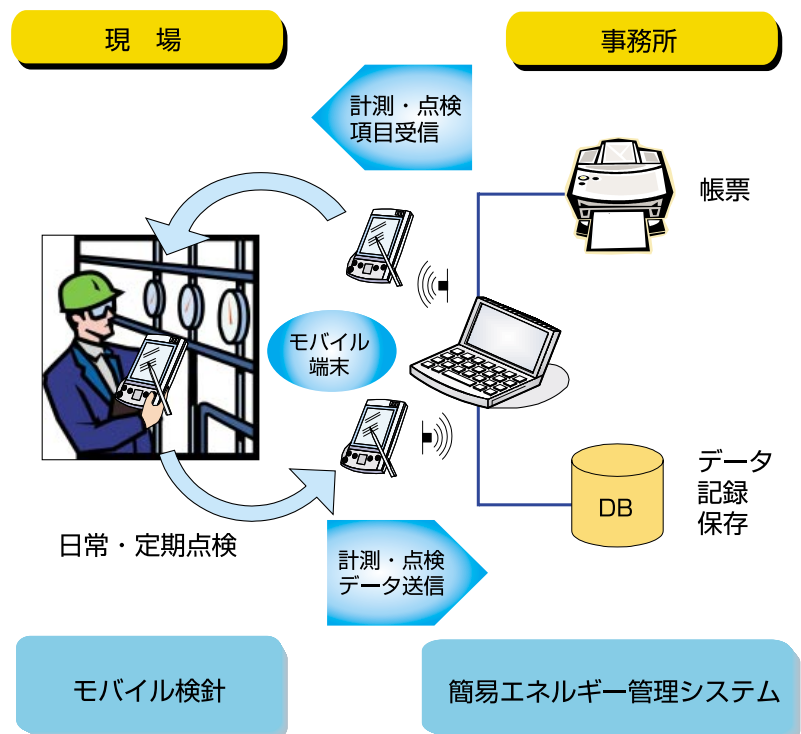 現　場
事務所
計測・点検
項目受信
帳票
モバイル
端末
データ
記録
保存
DB
日常・定期点検
計測・点検
データ送信
モバイル検針
簡易エネルギー管理システム